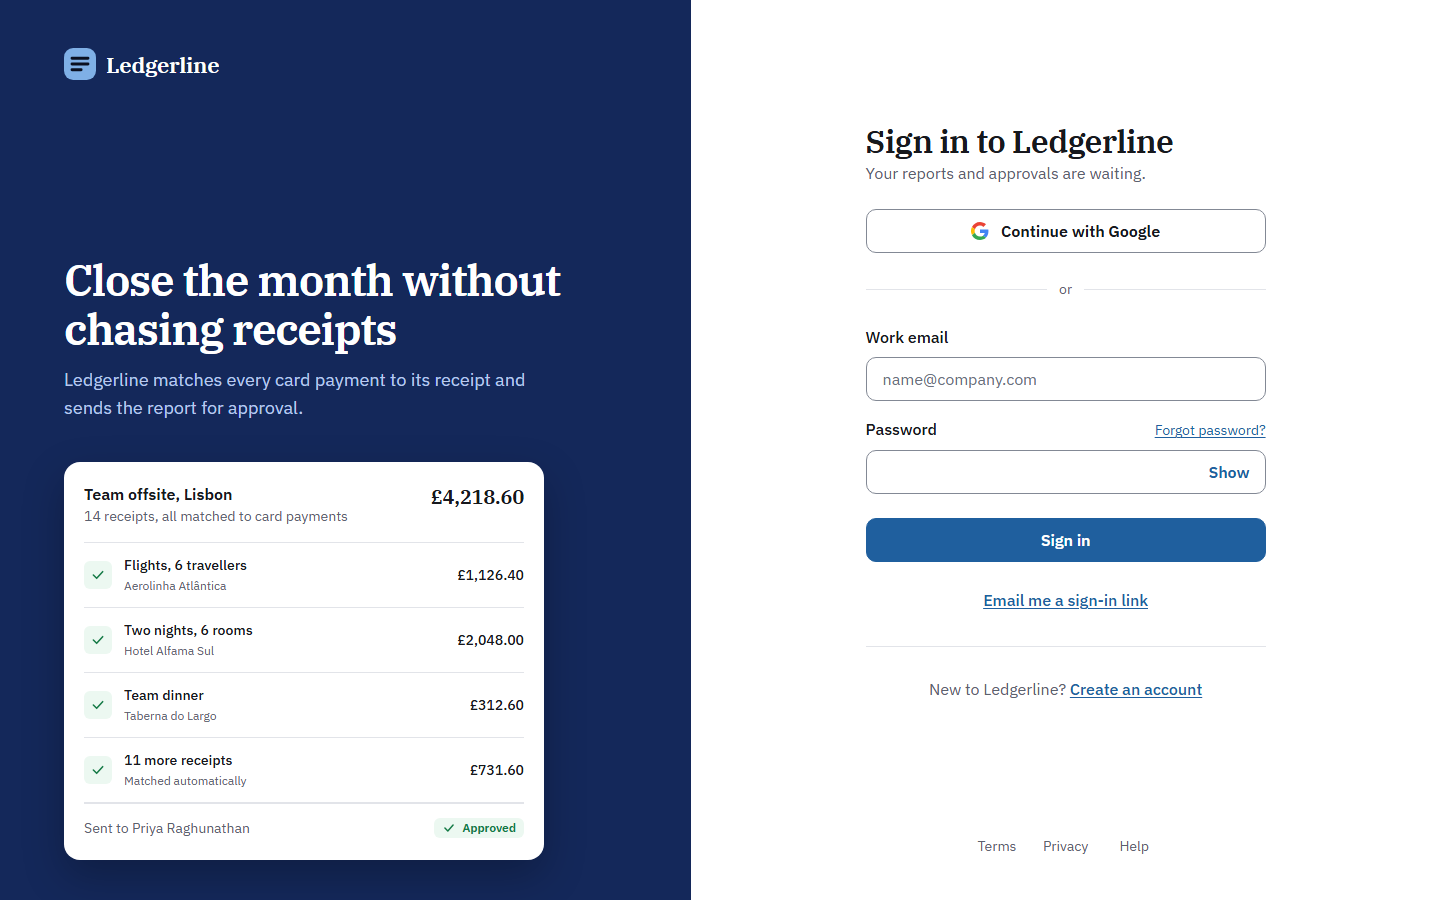 Ledgerline
Close the month without
chasing receipts
Ledgerline matches every card payment to its receipt and
sends the report for approval.
Team offsite, Lisbon
£4,218.60
14 receipts, all matched to card payments
Flights, 6 travellers
Aerolinha Atlântica
£1,126.40
Two nights, 6 rooms
Hotel Alfama Sul
£2,048.00
Team dinner
Taberna do Largo
£312.60
11 more receipts
Matched automatically
£731.60
Sent to Priya Raghunathan
Approved
Sign in to Ledgerline
Your reports and approvals are waiting.
Continue with Google
or
Work email
name@company.com
Password
Forgot password?
Show
Sign in
Email me a sign-in link
New to Ledgerline? Create an account
Terms Privacy Help